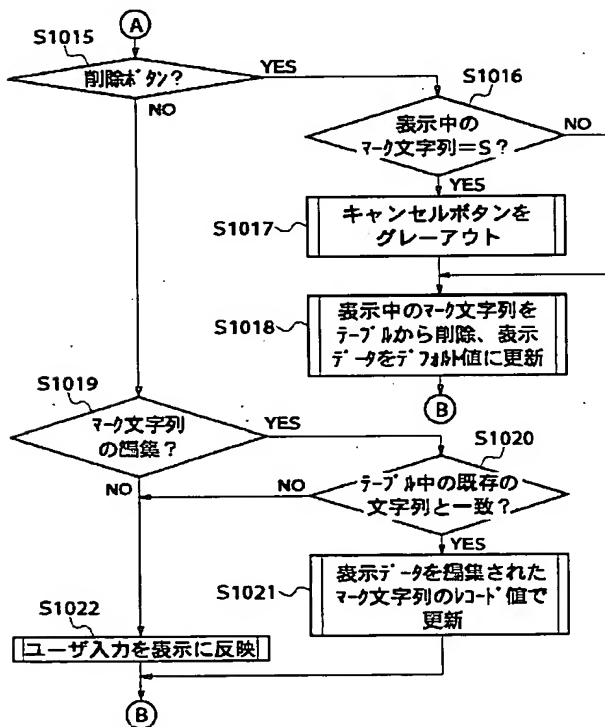 A
S1015
削除ボタン?
YES
NO
S1016
表示中の
マーク文字列=S?
NO
YES
S1017
キャンセルボタンを
グレーアウト
S1018
表示中のマーク文字列を
テーブルから削除、表示
データをデフォルト値に更新
B
S1019
マーク文字列
の編集?
YES
NO
S1020
テーブル中の既存の
文字列と一致?
NO
YES
S1021
表示データを編集された
マーク文字列のレコード値で
更新
S1022
ユーザ入力を表示に反映
B